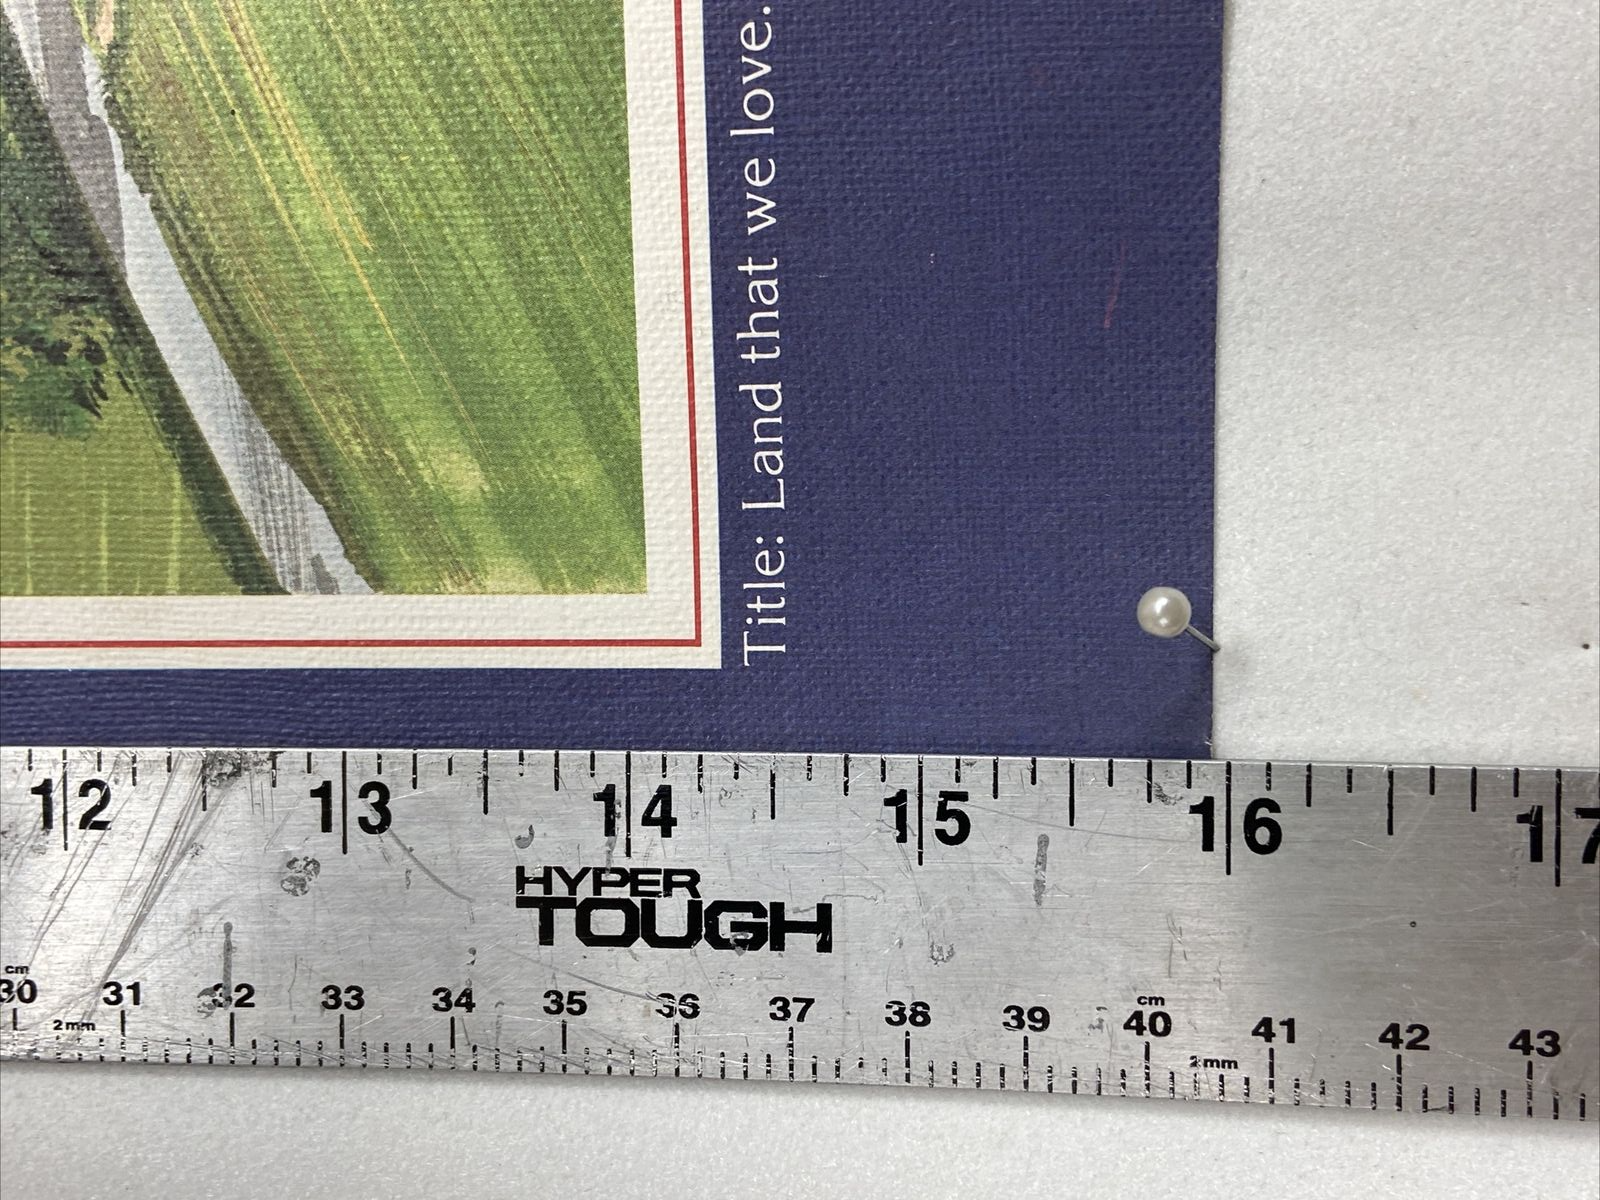 Title: Land that we love.
12 13 14 15 16 17
HYPER
TOUGH
cm cm
30 31 32 33 34 35 36 37 38 39 40 41 42 43
2mm 2mm